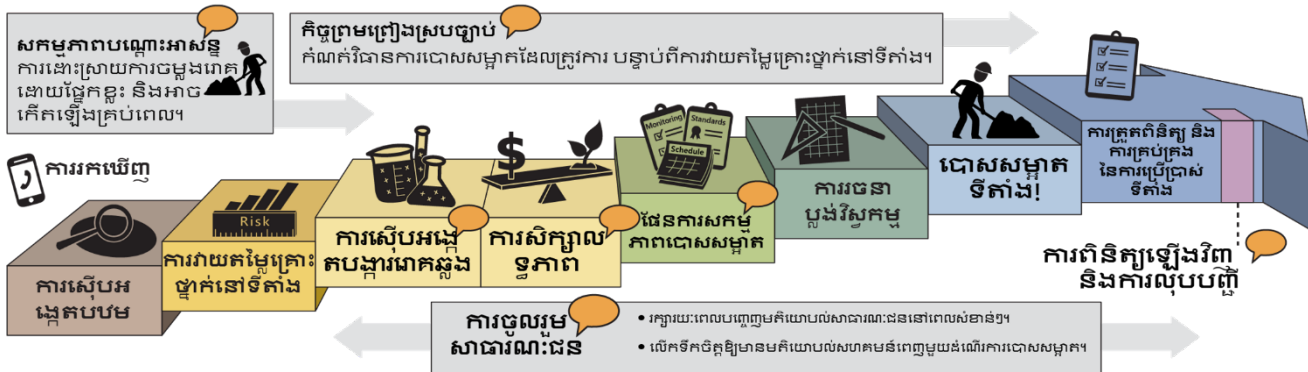 សកម្មភាពបណ្តោះអាសន្ន
ការដោះស្រាយការចម្លងរោគ
ដោយផ្នែកខ្លះ និងអាច
កើតឡើងគ្រប់ពេល។
កិច្ចព្រមព្រៀងស្របច្បាប់
កំណត់វិធានការបោសសម្អាតដែលត្រូវការ បន្ទាប់ពីការវាយតម្លៃគ្រោះថ្នាក់នៅទីតាំង។
ការរកឃើញ
ការស៊ើបអ
ង្កេតបឋម
Risk
ការវាយតម្លៃគ្រោះ
ថ្នាក់នៅទីតាំង
ការស៊ើបអង្កេ
តបង្ការរោគឆ្លង
$
ការសិក្សាល
ទ្ធភាព
Monitoring
Standards
Schedule
ផែនការសកម្ម
ភាពបោសសម្អាត
ការរចនា
ប្លង់វិស្វកម្ម
បោសសម្អាត
ទីតាំង!
ការត្រួតពិនិត្យ និង
ការគ្រប់គ្រង
នៃការប្រើប្រាស់
ទីតាំង
ការពិនិត្យឡើងវិញ
និងការលុបបញ្ជី
ការចូលរួម
សាធារណៈជន
• រក្សារយៈពេលបញ្ចេញមតិយោបល់សាធារណៈជននៅពេលសំខាន់ៗ។
• លើកទឹកចិត្តឱ្យមានមតិយោបល់សហគមន៍ពេញមួយដំណើរការបោសសម្អាត។